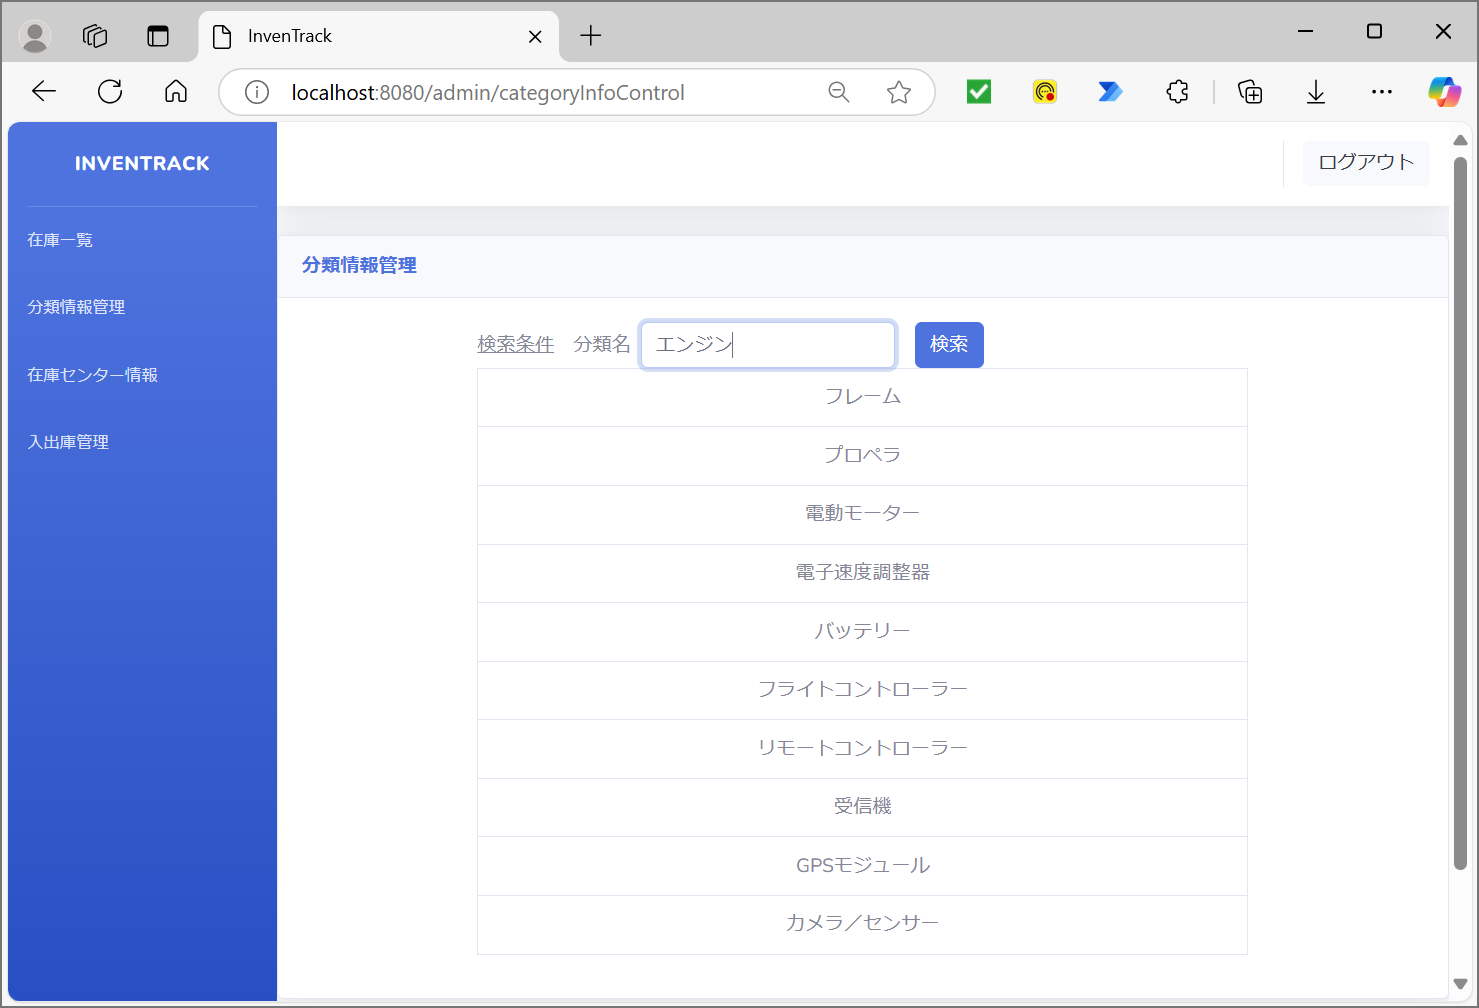 InvenTrack
localhost:8080/admin/categoryInfoControl
INVENTRACK
ログアウト
在庫一覧
分類情報管理
在庫センター情報
入出庫管理
分類情報管理
検索条件 分類名 エンジン 検索
フレーム
プロペラ
電動モーター
電子速度調整器
バッテリー
フライトコントローラー
リモートコントローラー
受信機
GPSモジュール
カメラ／センサー